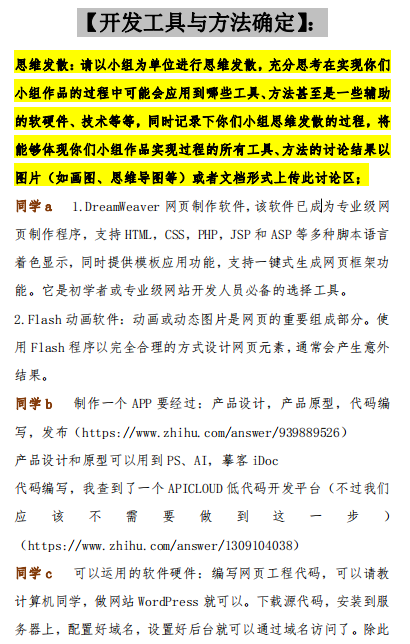 【开发工具与方法确定】：
思维发散：请以小组为单位进行思维发散，充分思考在实现你们
小组作品的过程中可能会应用到哪些工具、方法甚至是一些辅助
的软硬件、技术等等，同时记录下你们小组思维发散的过程，将
能够体现你们小组作品实现过程的所有工具、方法的讨论结果以
图片（如画图、思维导图等）或者文档形式上传此讨论区；
同学a 1.DreamWeaver 网页制作软件，该软件已成为专业级网
页制作程序，支持 HTML，CSS，PHP，JSP 和 ASP 等多种脚本语言
着色显示，同时提供模板应用功能，支持一键式生成网页框架功
能。它是初学者或专业级网站开发人员必备的选择工具。
2.Flash 动画软件：动画或动态图片是网页的重要组成部分。使
用 Flash 程序以完全合理的方式设计网页元素，通常会产生意外
结果。
同学b 制作一个 APP 要经过：产品设计，产品原型，代码编
写，发布（https://www.zhihu.com/answer/939889526）
产品设计和原型可以用到 PS、AI，摹客 iDoc
代码编写，我查到了一个 APICLOUD 低代码开发平台（不过我们
应该不需要做到这一步）
（https://www.zhihu.com/answer/1309104038）
同学c 可以运用的软件硬件：编写网页工程代码，可以请教
计算机同学，做网站 WordPress 就可以。下载源代码，安装到服
务器上，配置好域名，设置好后台就可以通过域名访问了。除此